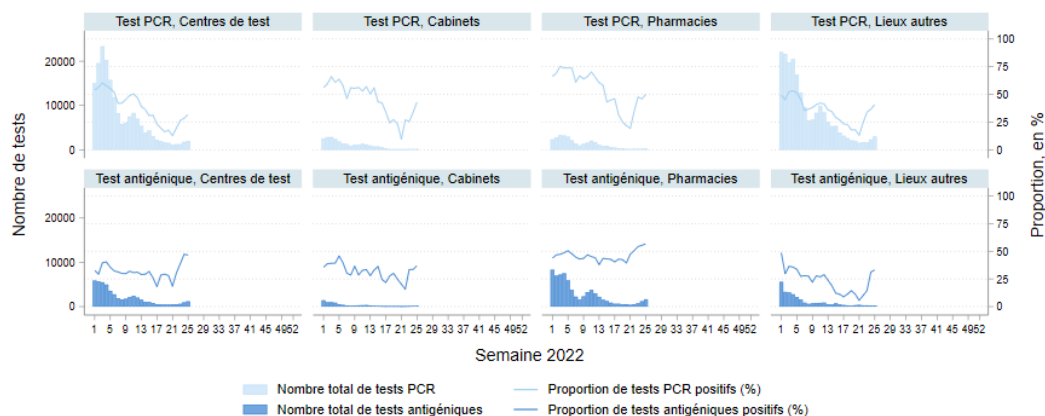 Test PCR, Centres de test
Test PCR, Cabinets
Test PCR, Pharmacies
Test PCR, Lieux autres
20000
10000
0
100
75
50
25
0
Test antigénique, Centres de test
Test antigénique, Cabinets
Test antigénique, Pharmacies
Test antigénique, Lieux autres
20000
10000
0
100
75
50
25
0
Nombre de tests
Proportion, en %
1 5 9 13 17 21 25 29 33 37 41 45 4952
1 5 9 13 17 21 25 29 33 37 41 45 4952
1 5 9 13 17 21 25 29 33 37 41 45 4952
1 5 9 13 17 21 25 29 33 37 41 45 4952
Semaine 2022
Nombre total de tests PCR
Proportion de tests PCR positifs (%)
Nombre total de tests antigéniques
Proportion de tests antigéniques positifs (%)